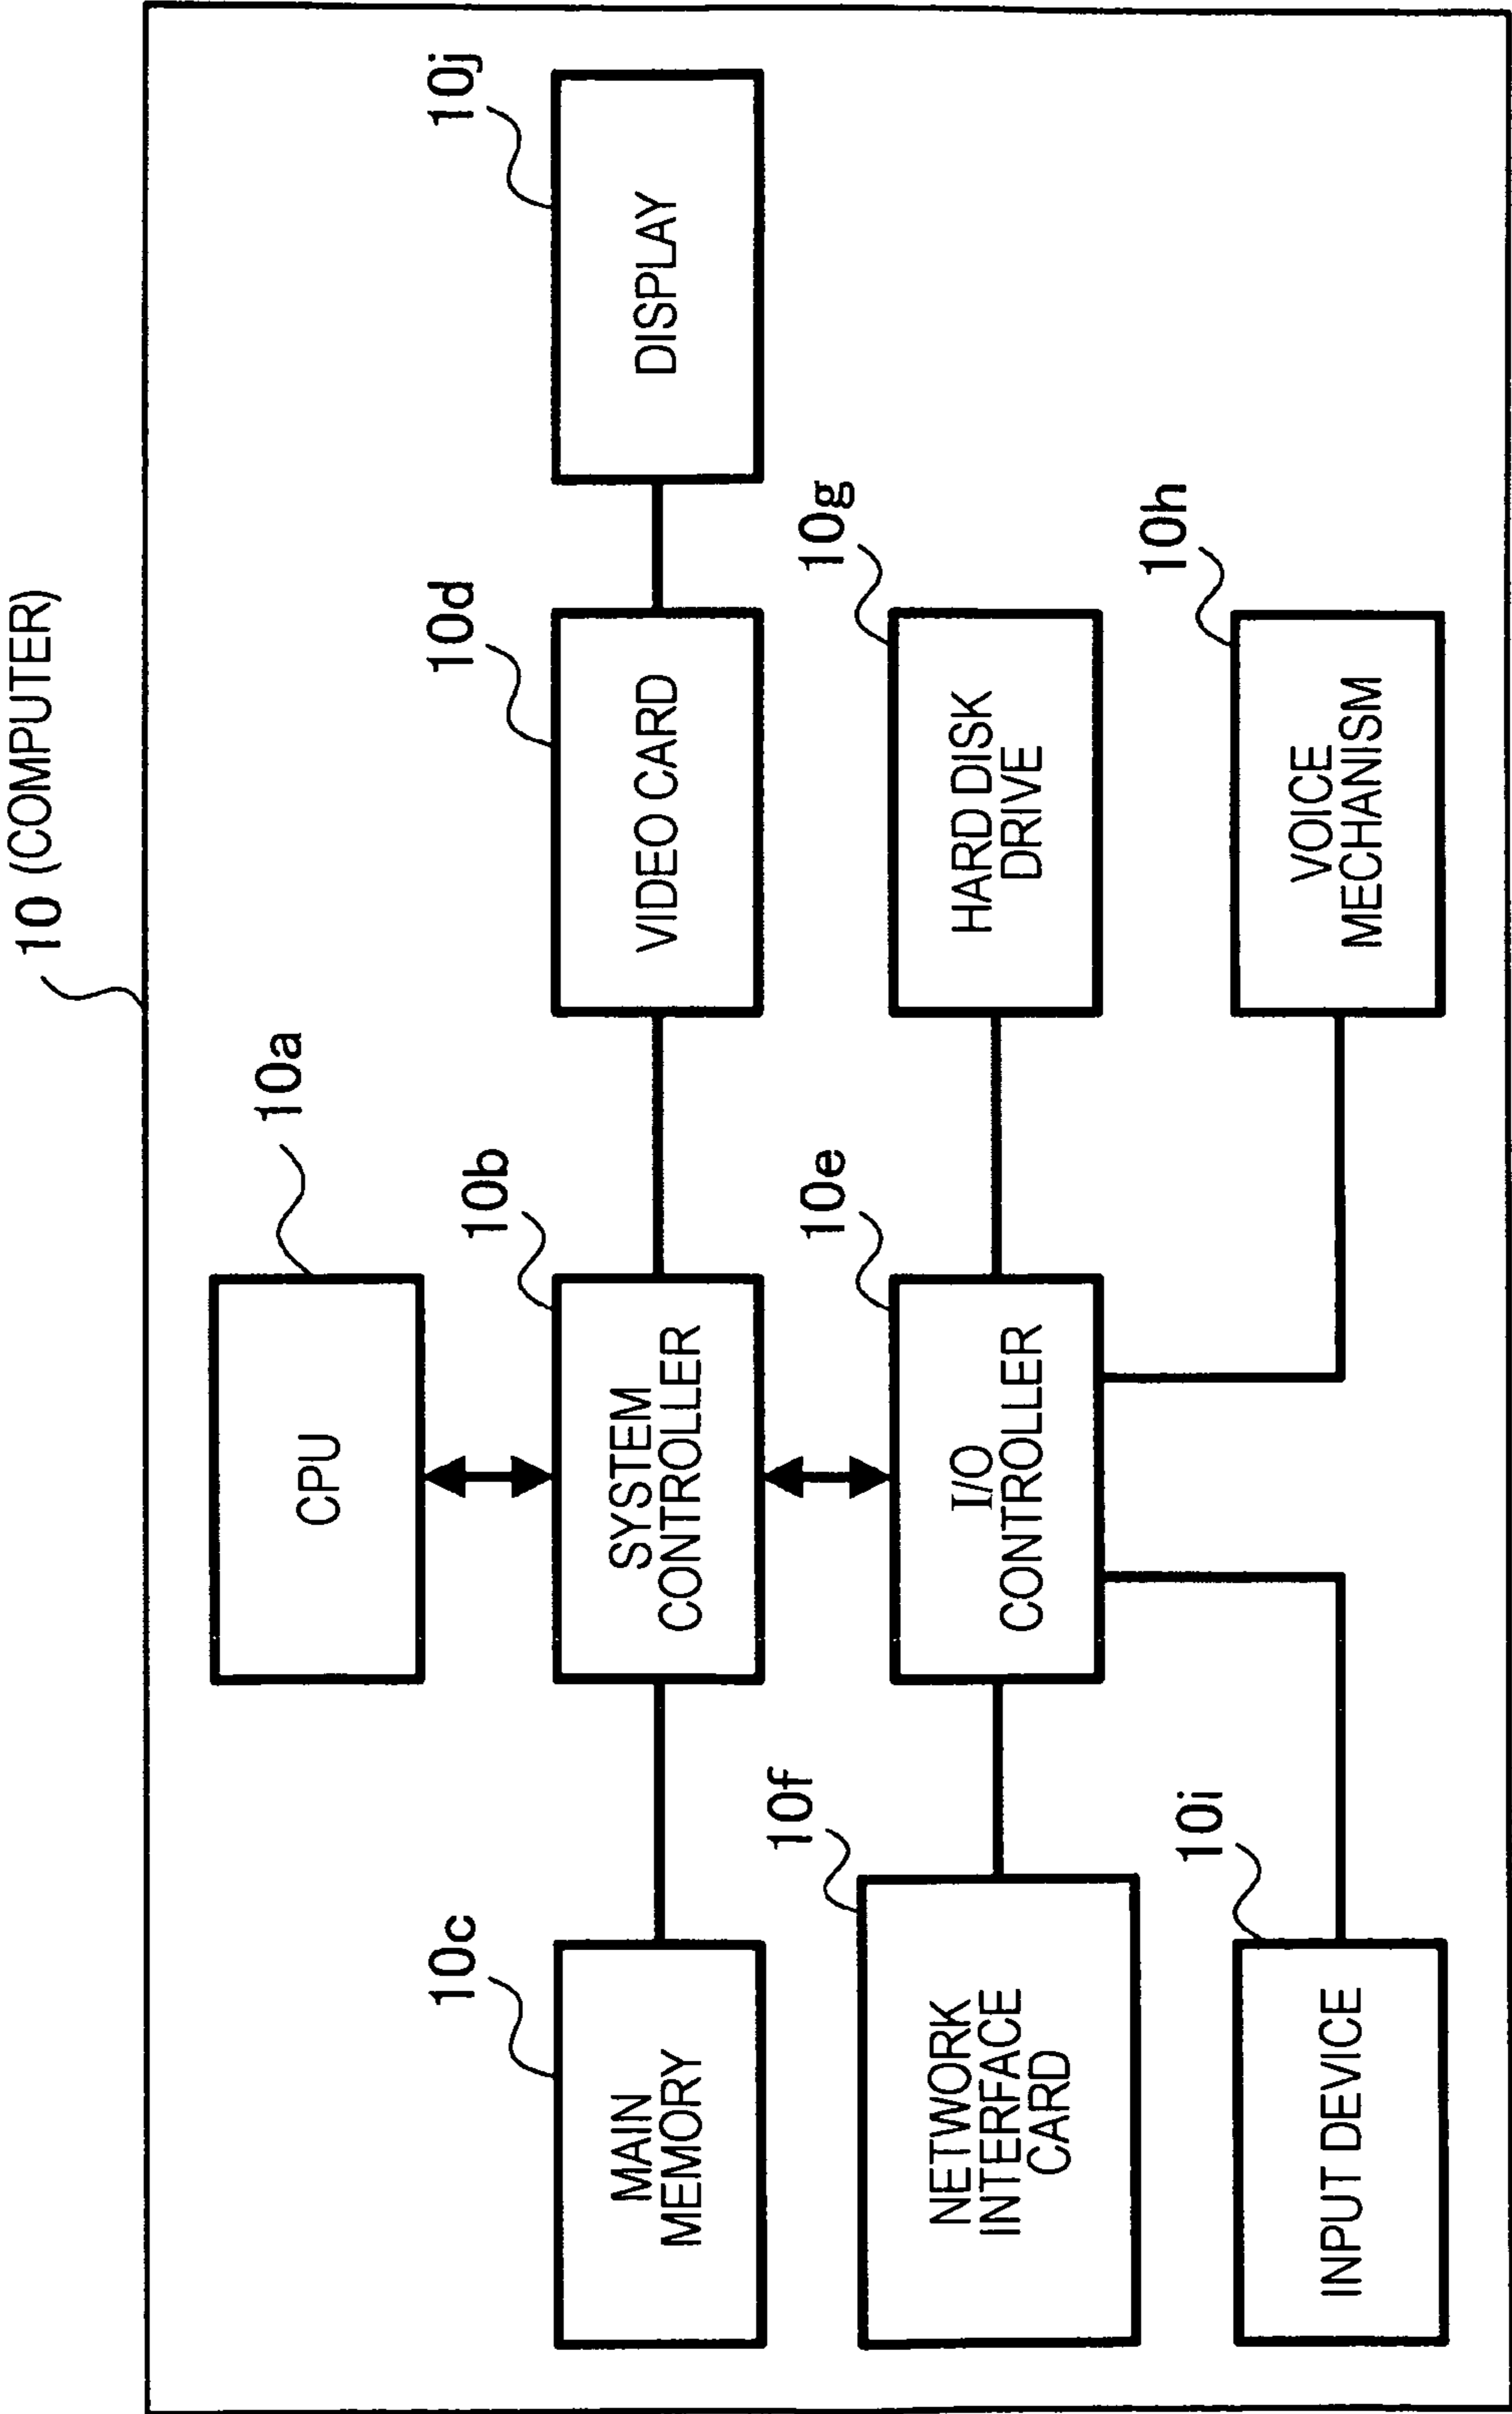 10 (COMPUTER)
10a
CPU
10c
10b
10d
10j
MAIN
MEMORY
SYSTEM
CONTROLLER
VIDEO CARD
DISPLAY
10f
10e
10g
NETWORK
INTERFACE
CARD
I/O
CONTROLLER
HARD DISK
DRIVE
10i
10h
INPUT DEVICE
VOICE
MECHANISM